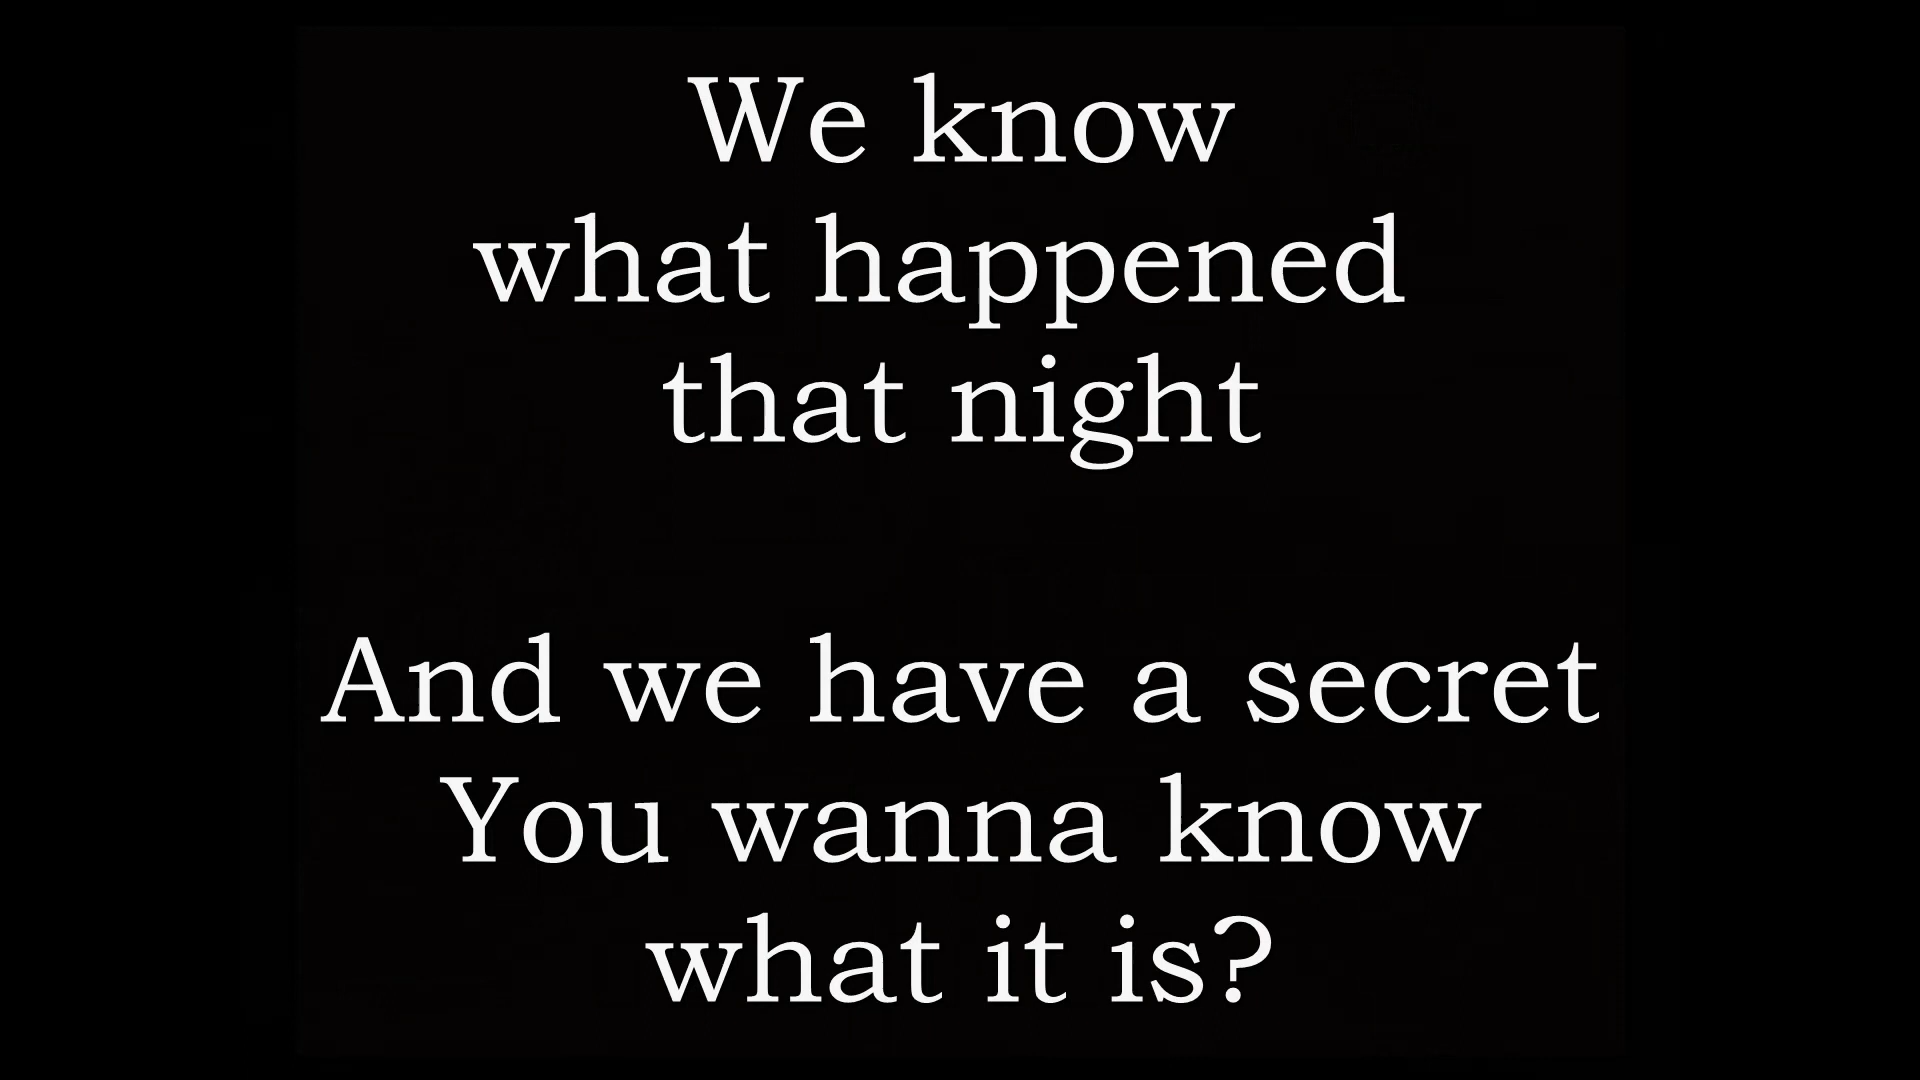 We know
what happened
that night
And we have a secret
You wanna know
what it is?